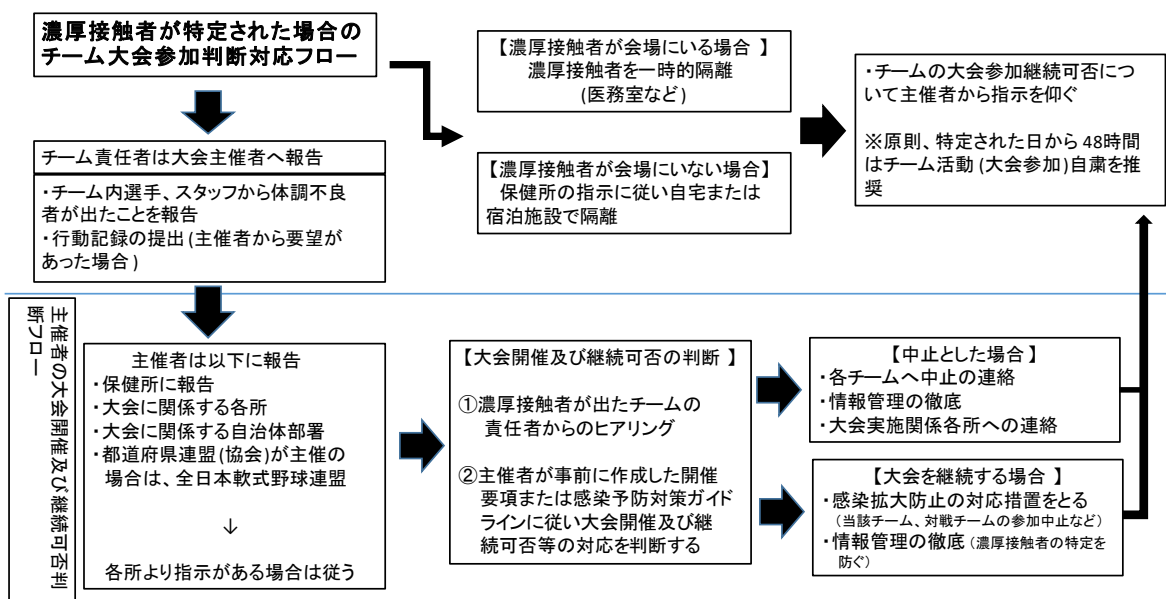 濃厚接触者が特定された場合の
チーム大会参加判断対応フロー
チーム責任者は大会主催者へ報告
・チーム内選手、スタッフから体調不良
者が出たことを報告
・行動記録の提出(主催者から要望が
あった場合)
【濃厚接触者が会場にいる場合 】
濃厚接触者を一時的隔離
(医務室など)
【濃厚接触者が会場にいない場合】
保健所の指示に従い自宅または
宿泊施設で隔離
・チームの大会参加継続可否につ
いて主催者から指示を仰ぐ
※原則、特定された日から 48時間
はチーム活動 (大会参加)自粛を推
奨
主催者の大会開催及び継続可否判
断フロー
主催者は以下に報告
・保健所に報告
・大会に関係する各所
・大会に関係する自治体部署
・都道府県連盟(協会)が主催の
場合は、全日本軟式野球連盟
↓
各所より指示がある場合は従う
【大会開催及び継続可否の判断 】
①濃厚接触者が出たチームの
責任者からのヒアリング
②主催者が事前に作成した開催
要項または感染予防対策ガイド
ラインに従い大会開催及び継
続可否等の対応を判断する
【中止とした場合 】
・各チームへ中止の連絡
・情報管理の徹底
・大会実施関係各所への連絡
【大会を継続する場合 】
・感染拡大防止の対応措置をとる
(当該チーム、対戦チームの参加中止など)
・情報管理の徹底 (濃厚接触者の特定を
防ぐ)